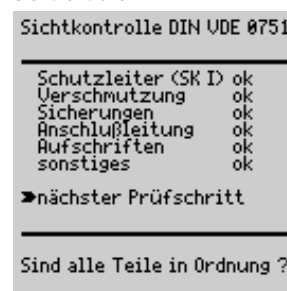 Sichtkontrolle DIN VDE 0751
Schutzleiter (SK I) ok
Verschmutzung ok
Sicherungen ok
Anschlußleitung ok
Aufschriften ok
sonstiges ok
nächster Prüfschritt
Sind alle Teile in Ordnung ?